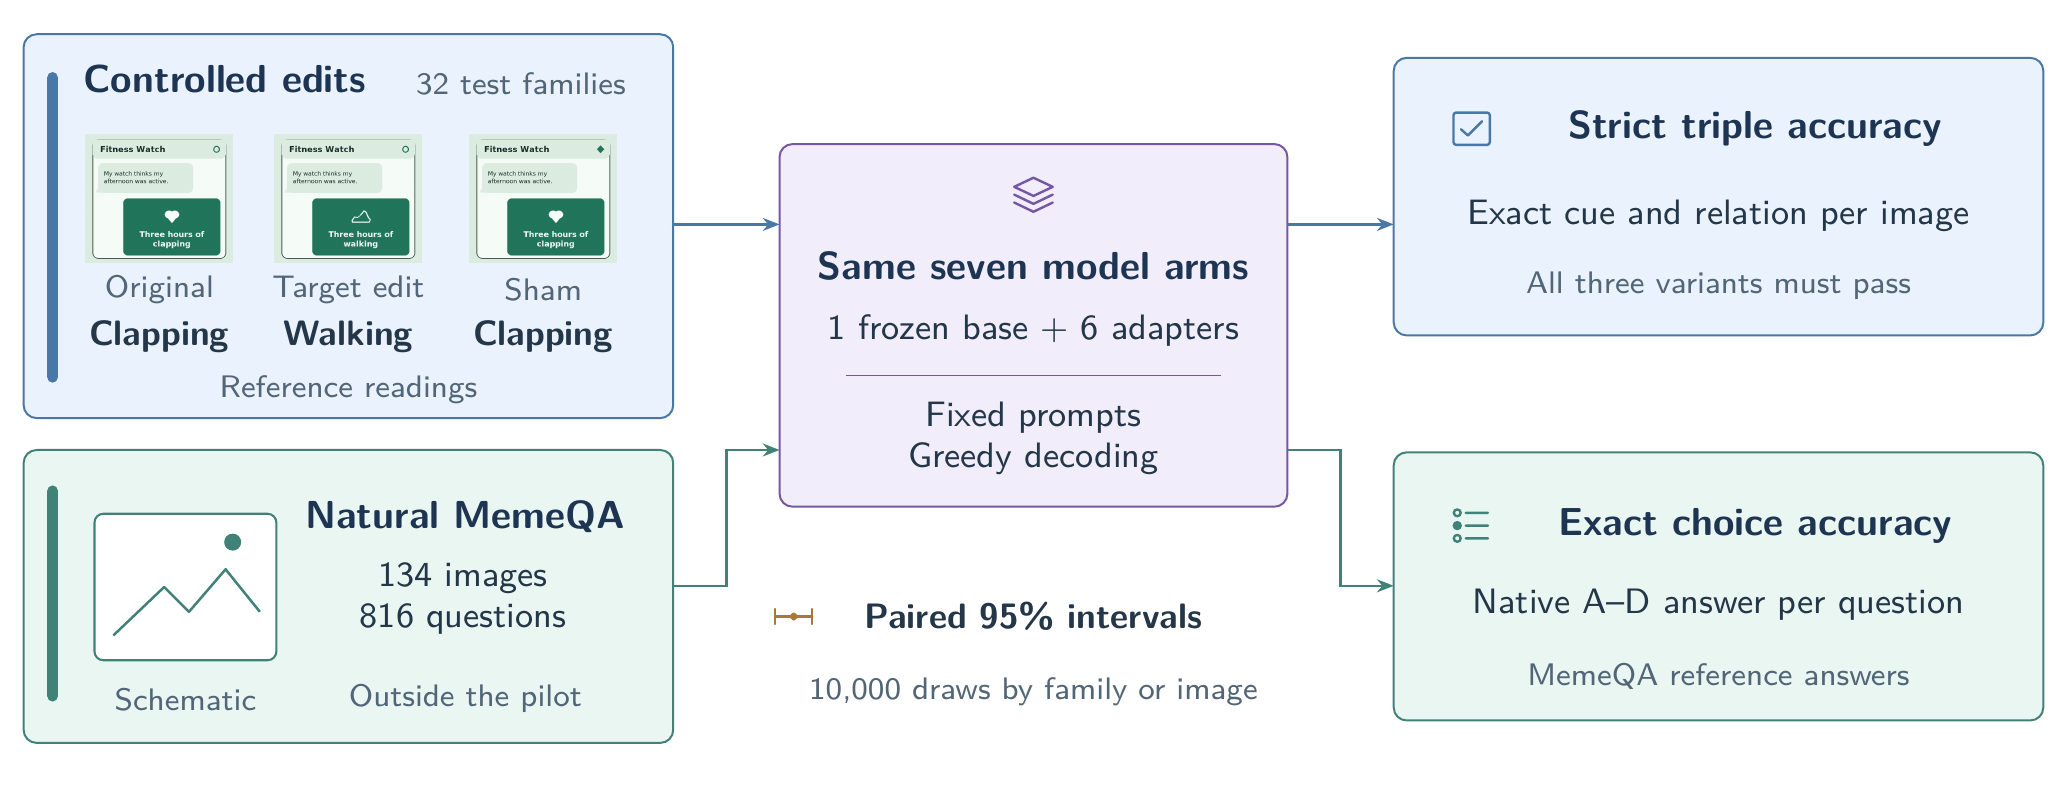 Controlled edits
32 test families
Fitness Watch
My watch thinks my
afternoon was active.
Three hours of
clapping
Original
Clapping
Fitness Watch
My watch thinks my
afternoon was active.
Three hours of
walking
Target edit
Walking
Fitness Watch
My watch thinks my
afternoon was active.
Three hours of
clapping
Sham
Clapping
Reference readings
Natural MemeQA
134 images
816 questions
Schematic
Outside the pilot
Same seven model arms
1 frozen base + 6 adapters
Fixed prompts
Greedy decoding
Paired 95% intervals
10,000 draws by family or image
Strict triple accuracy
Exact cue and relation per image
All three variants must pass
Exact choice accuracy
Native A–D answer per question
MemeQA reference answers